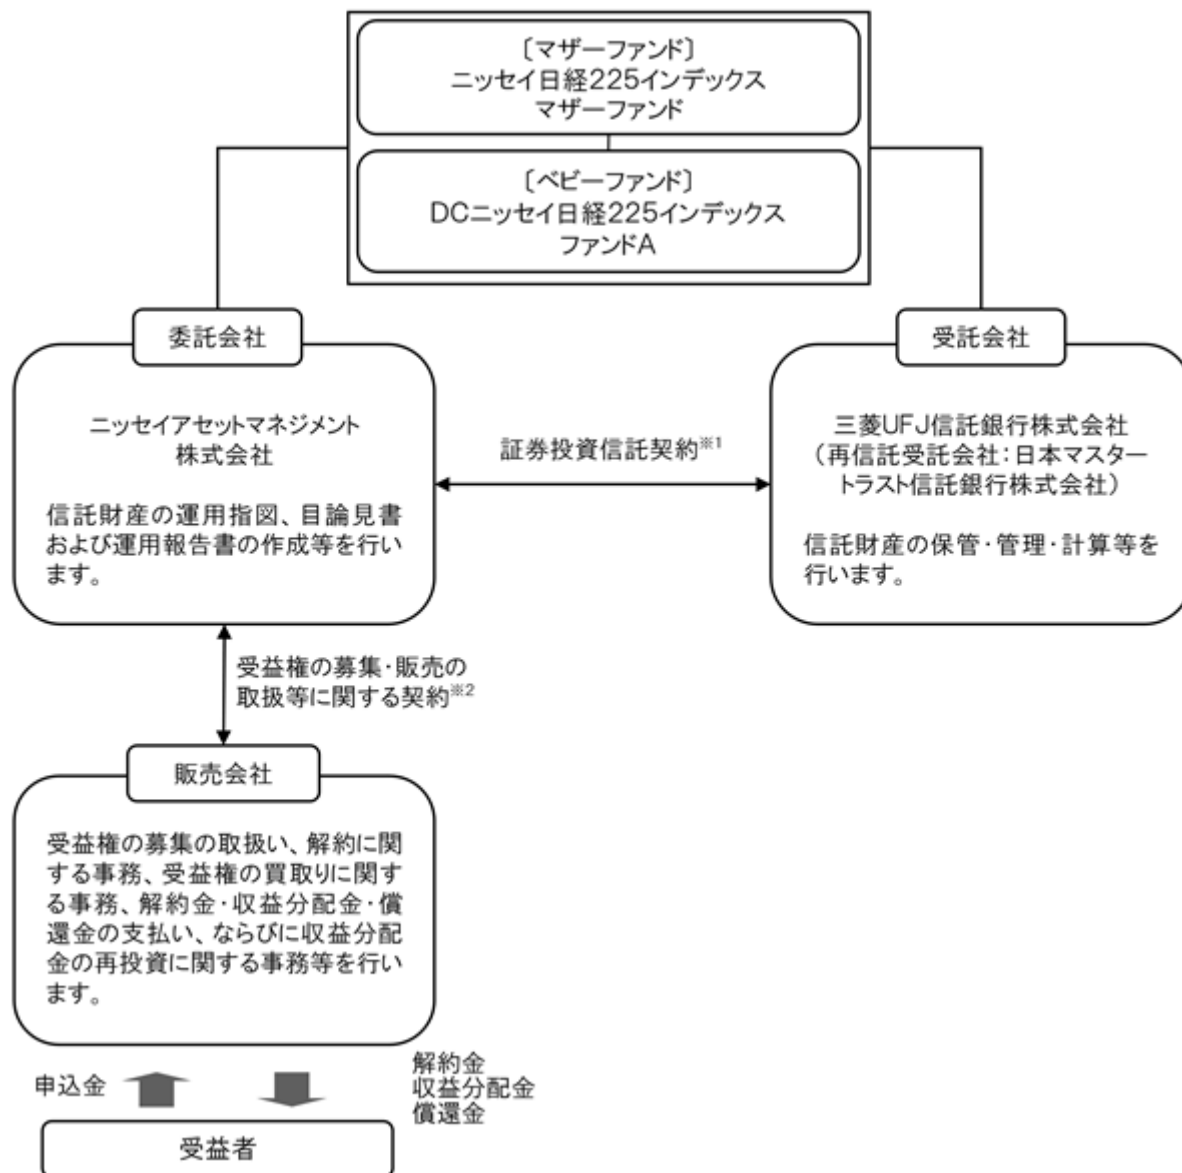 〔マザーファンド〕
ニッセイ日経225インデックス
マザーファンド
〔ベビーファンド〕
DCニッセイ日経225インデックス
ファンドA
委託会社
ニッセイアセットマネジメント
株式会社
信託財産の運用指図、目論見書
および運用報告書の作成等を行い
ます。
証券投資信託契約※1
受託会社
三菱UFJ信託銀行株式会社
（再信託受託会社：日本マスター
トラスト信託銀行株式会社）
信託財産の保管・管理・計算等を
行います。
受益権の募集・販売の
取扱等に関する契約※2
販売会社
受益権の募集の取扱い、解約に関
する事務、受益権の買取りに関す
る事務、解約金・収益分配金・償
還金の支払い、ならびに収益分配
金の再投資に関する事務等を行い
ます。
申込金
解約金
収益分配金
償還金
受益者